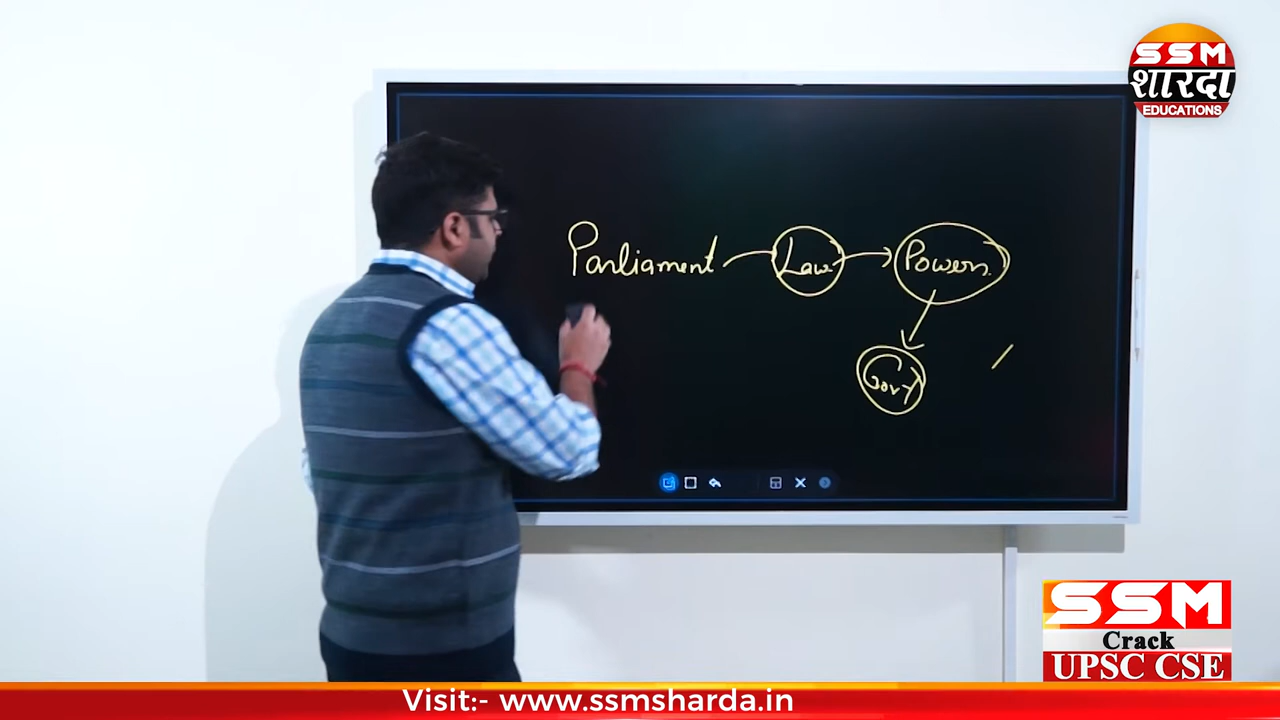 SSM
शारदा
EDUCATIONS
Parliament Law Powers
Govt
SSM
Crack
UPSC CSE
Visit:- www.ssmsharda.in